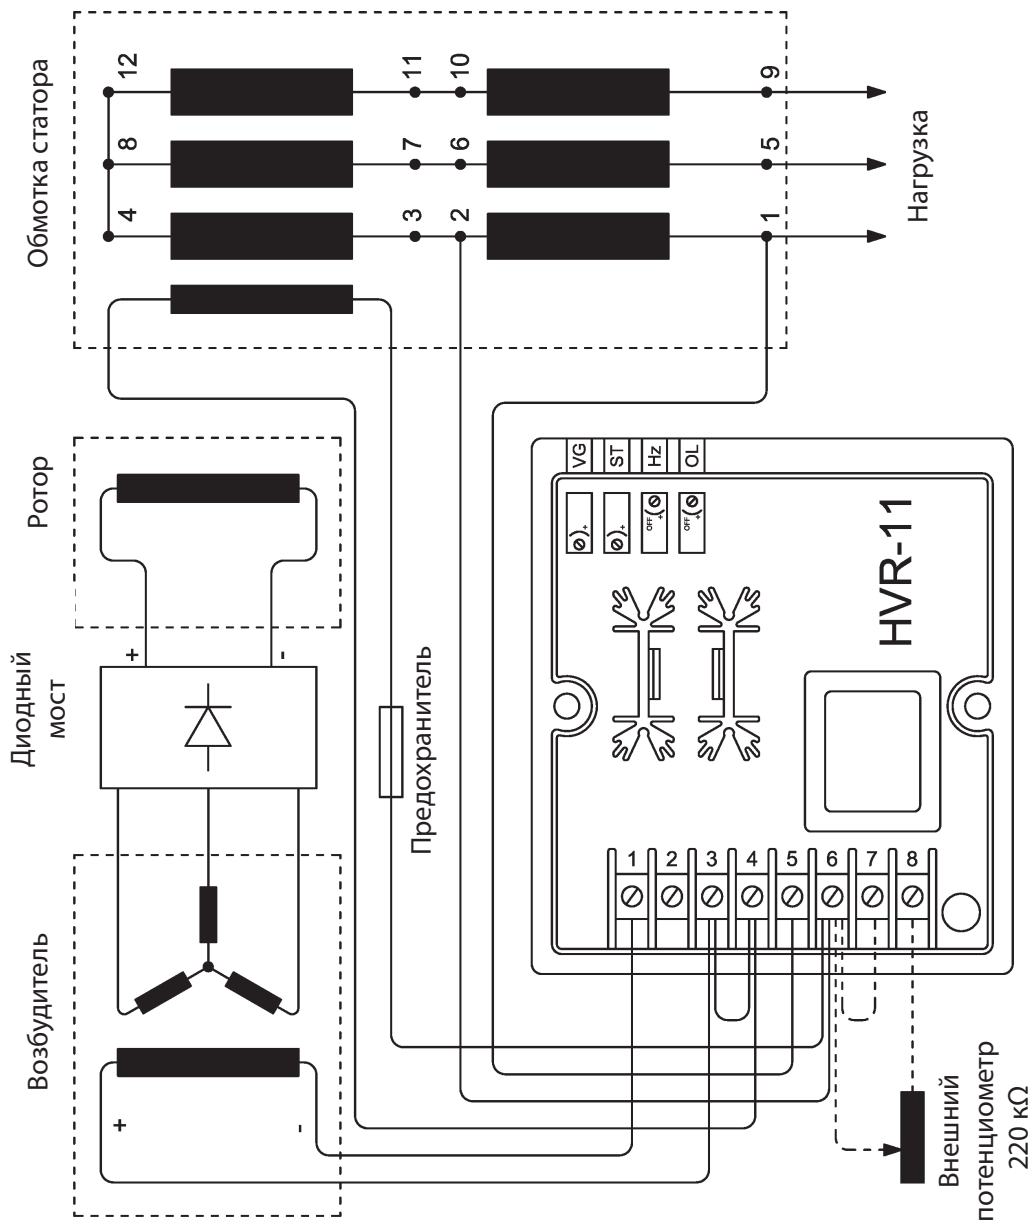 Обмотка статора
12
11
10
9
8
7
6
5
4
3
2
1
Нагрузка
Ротор
+
-
Диодный
мост
Предохранитель
Возбудитель
+
-
VG
ST
Hz
OL
+
+
OFF
+
OFF
+
HVR-11
1
2
3
4
5
6
7
8
Внешний
потенциометр
220 кΩ